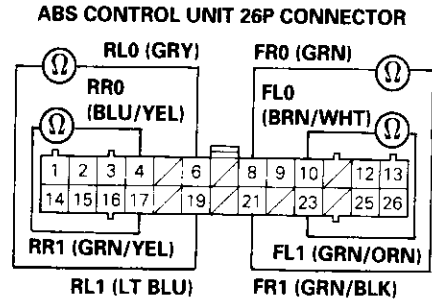 ABS CONTROL UNIT 26P CONNECTOR
RL0 (GRY) FR0 (GRN)
Ω Ω
RR0 FL0
(BLU/YEL) (BRN/WHT)
Ω Ω
1 2 3 4 6 8 9 10 12 13
14 15 16 17 19 21 23 25 26
RR1 (GRN/YEL) FL1 (GRN/ORN)
RL1 (LT BLU) FR1 (GRN/BLK)